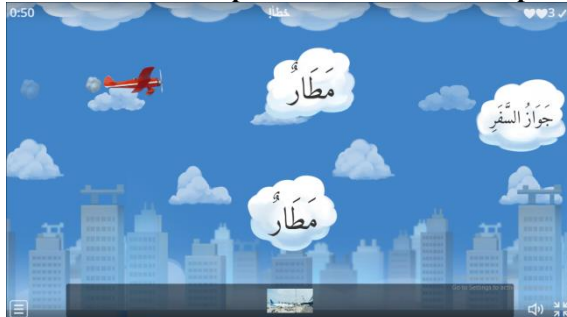 0:50
خطأ!
3
مَطَارٌ
جَوَازُ السَّفَرِ
مَطَارٌ